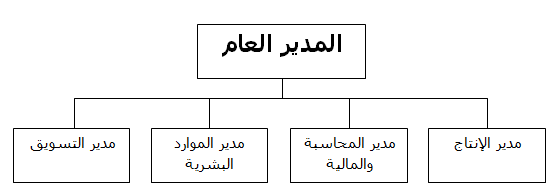 المدير العام
مدير الإنتاج
مدير المحاسبة
والمالية
مدير الموارد
البشرية
مدير التسويق